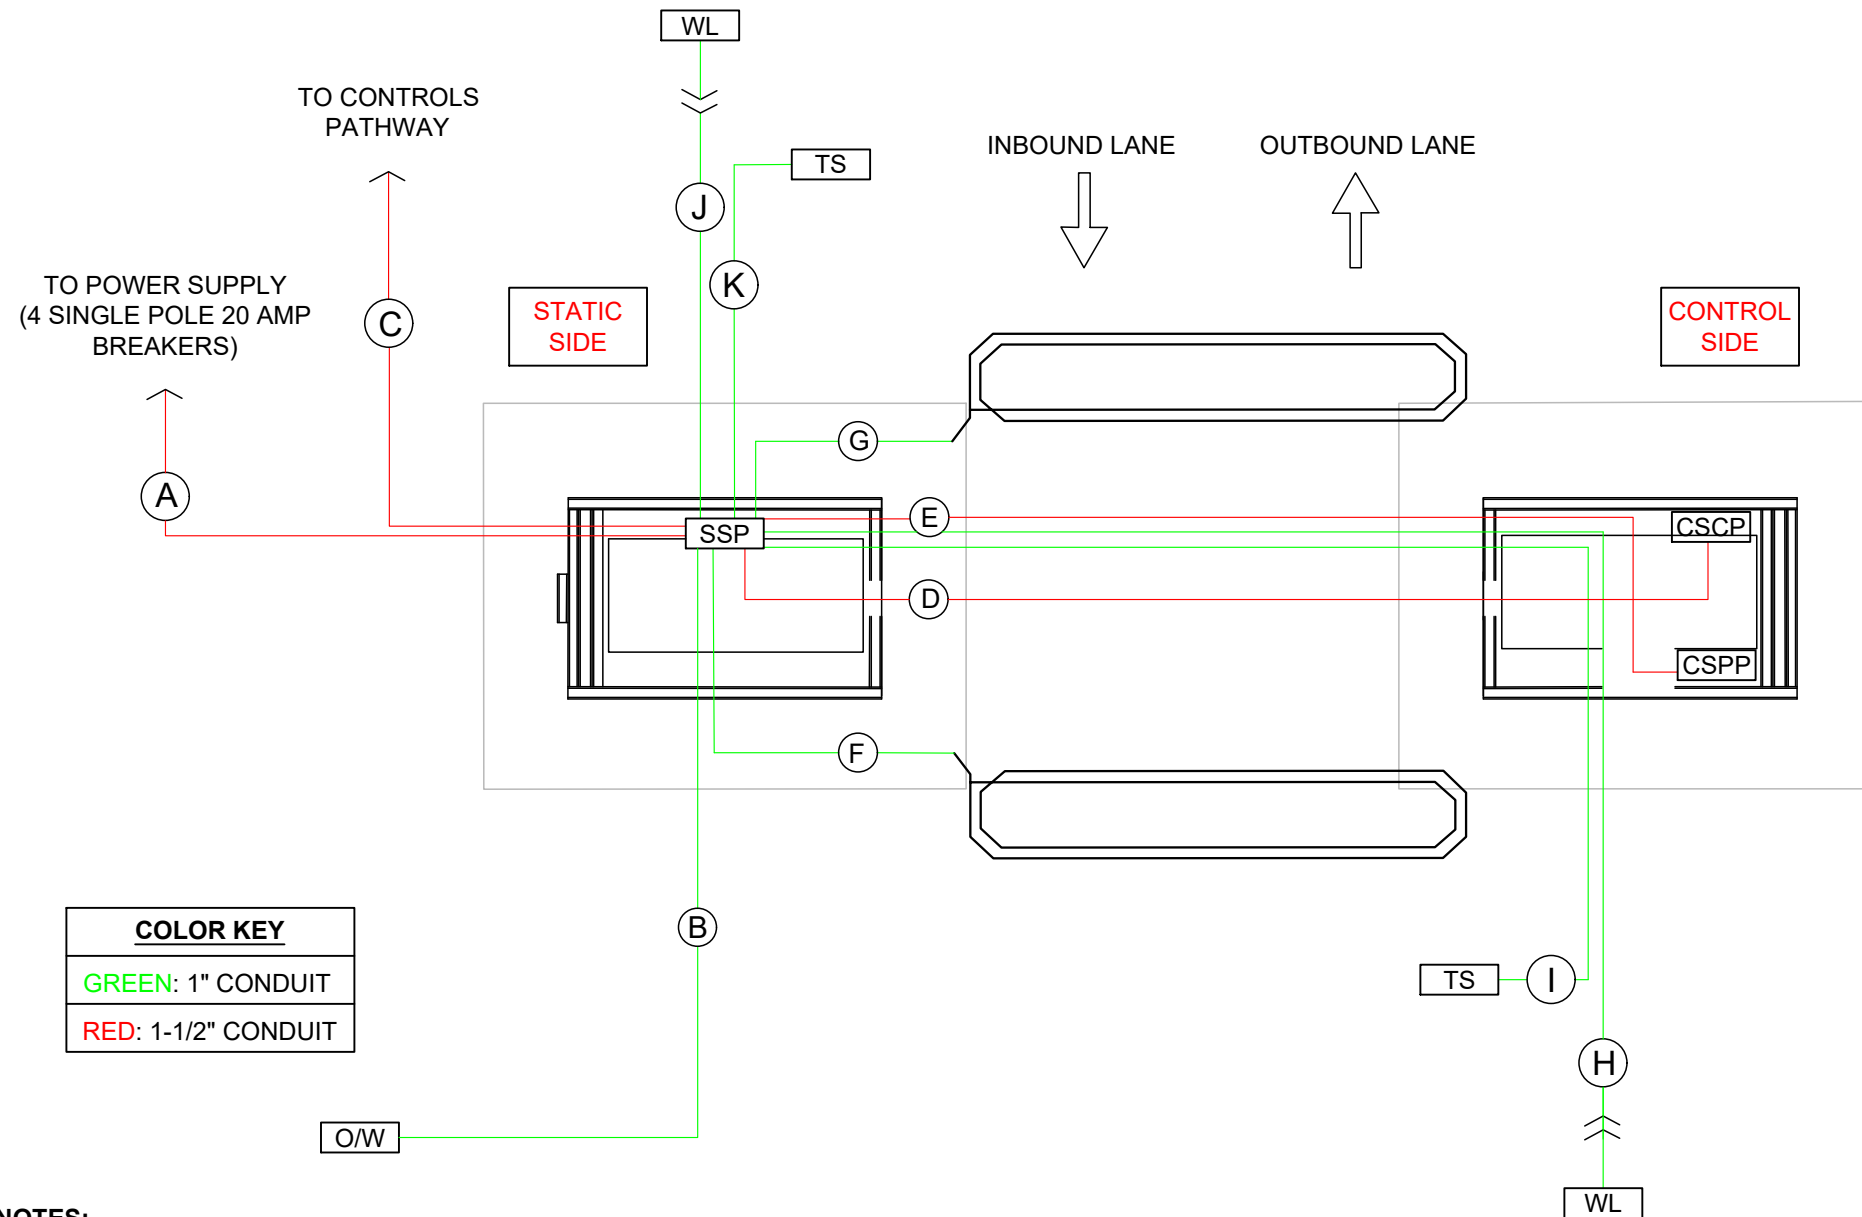 WL
TO CONTROLS
PATHWAY
INBOUND LANE
OUTBOUND LANE
TS
J
K
TO POWER SUPPLY
(4 SINGLE POLE 20 AMP
BREAKERS)
C
STATIC
SIDE
CONTROL
SIDE
G
A
E
SSP
CSCP
D
CSPP
F
B
COLOR KEY
GREEN: 1" CONDUIT
RED: 1-1/2" CONDUIT
TS
I
H
O/W
WL
NOTES: